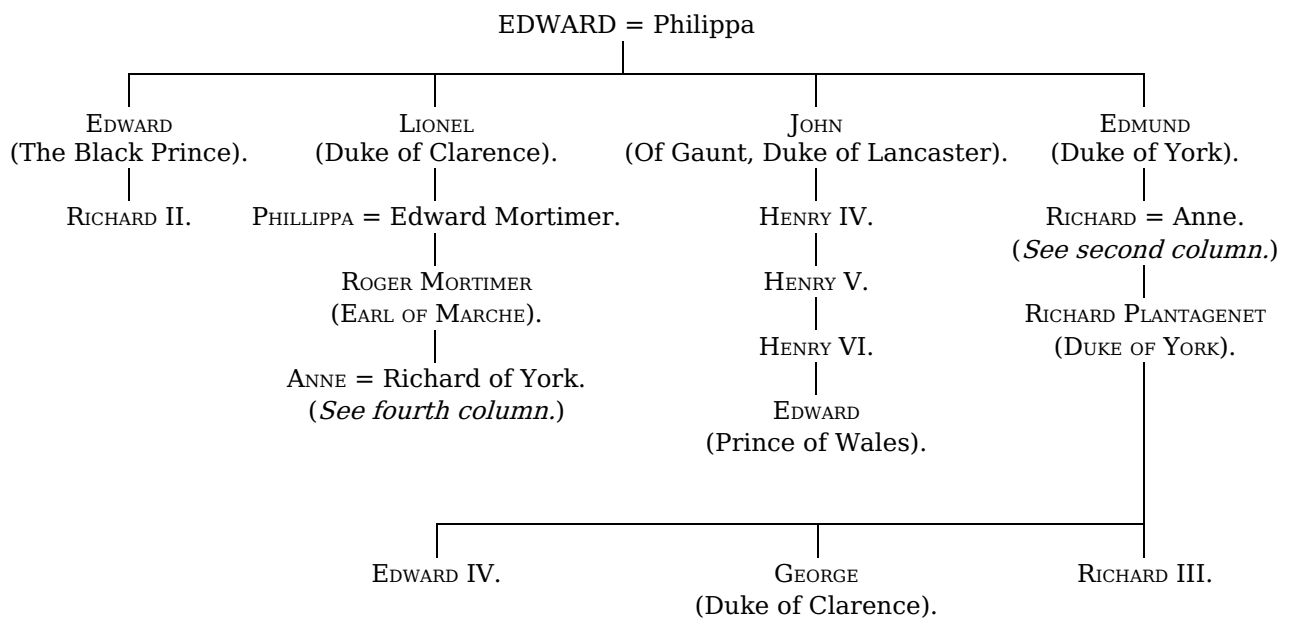 EDWARD = Philippa
EDWARD
(The Black Prince).
LIONEL
(Duke of Clarence).
JOHN
(Of Gaunt, Duke of Lancaster).
EDMUND
(Duke of York).
RICHARD II.
PHILLIPPA = Edward Mortimer.
HENRY IV.
RICHARD = Anne.
(See second column.)
ROGER MORTIMER
(EARL OF MARCHE).
HENRY V.
RICHARD PLANTAGENET
(DUKE OF YORK).
HENRY VI.
ANNE = Richard of York.
(See fourth column.)
EDWARD
(Prince of Wales).
EDWARD IV.
GEORGE
(Duke of Clarence).
RICHARD III.